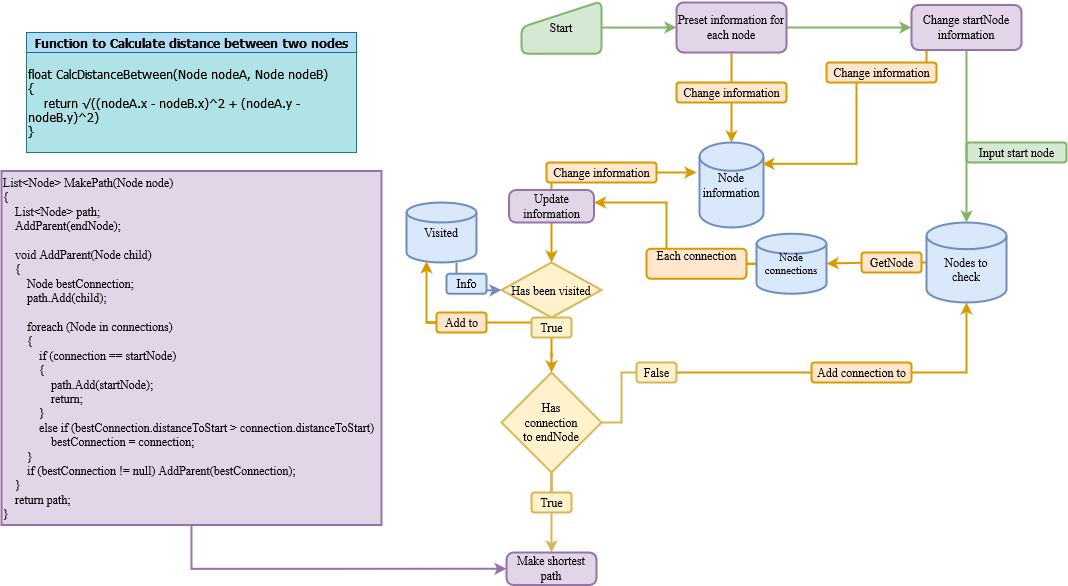 Function to Calculate distance between two nodes
float CalcDistanceBetween(Node nodeA, Node nodeB)
{
return √((nodeA.x - nodeB.x)^2 + (nodeA.y -
nodeB.y)^2)
}
Start
Preset information for
each node
Change startNode
information
Change information
Change information
Input start node
Node
information
Change information
Update
information
Visited
Info
Has been visited
Each connection
Node
connections
GetNode
Nodes to
check
Add to
True
False
Add connection to
Has
connection
to endNode
True
Make shortest
path
List<Node> MakePath(Node node)
{
List<Node> path;
AddParent(endNode);
void AddParent(Node child)
{
Node bestConnection;
path.Add(child);
foreach (Node in connections)
{
if (connection == startNode)
{
path.Add(startNode);
return;
}
else if (bestConnection.distanceToStart > connection.distanceToStart)
bestConnection = connection;
}
if (bestConnection != null) AddParent(bestConnection);
}
return path;
}